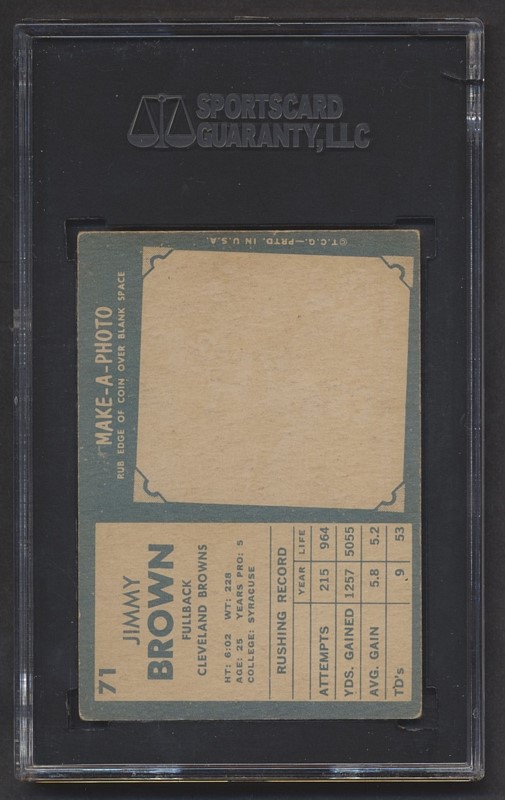 SPORTSCARD
GUARANTY, LLC
©T.C.G.—PRTD. IN U.S.A.
MAKE-A-PHOTO
RUB EDGE OF COIN OVER BLANK SPACE
71
JIMMY
BROWN
FULLBACK
CLEVELAND BROWNS
HT: 6:02 WT: 228
AGE: 25 YEARS PRO: 5
COLLEGE: SYRACUSE
RUSHING RECORD
YEAR LIFE
ATTEMPTS 215 964
YDS. GAINED 1257 5055
AVG. GAIN 5.8 5.2
TD's 9 53